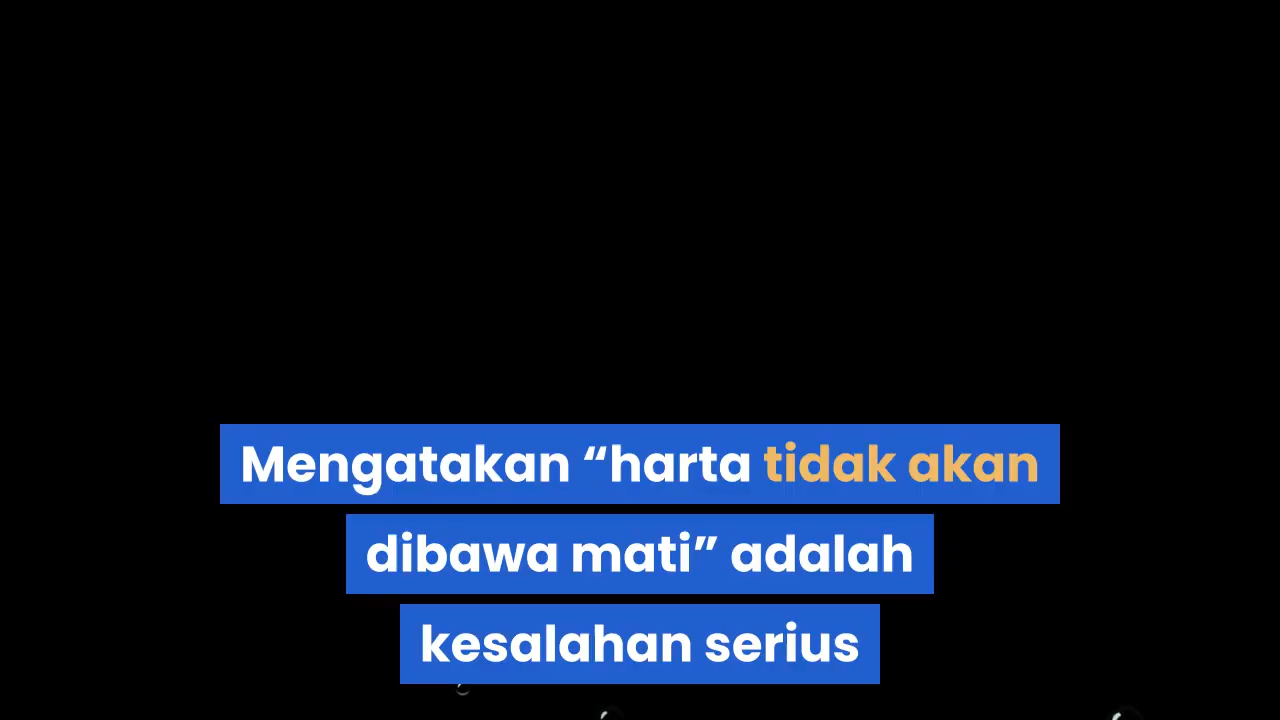 Mengatakan “harta tidak akan
dibawa mati” adalah
kesalahan serius